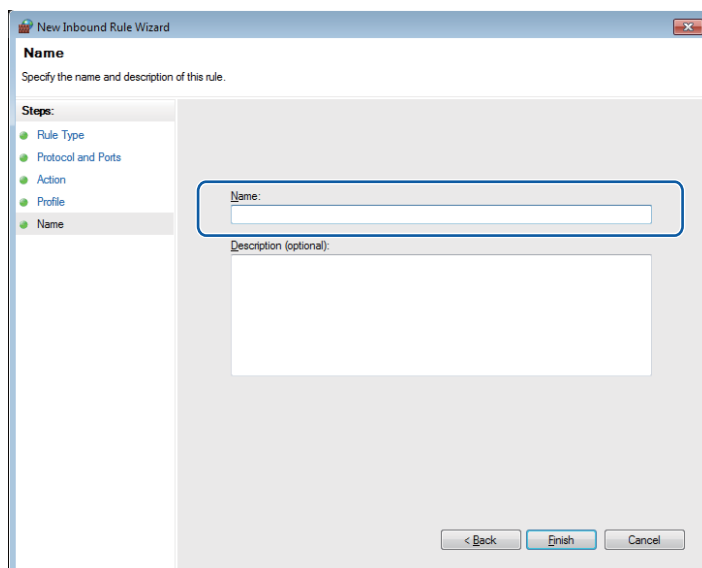 New Inbound Rule Wizard
Name
Specify the name and description of this rule.
Steps:
Rule Type
Protocol and Ports
Action
Profile
Name
Name:
Description (optional):
< Back
Finish
Cancel